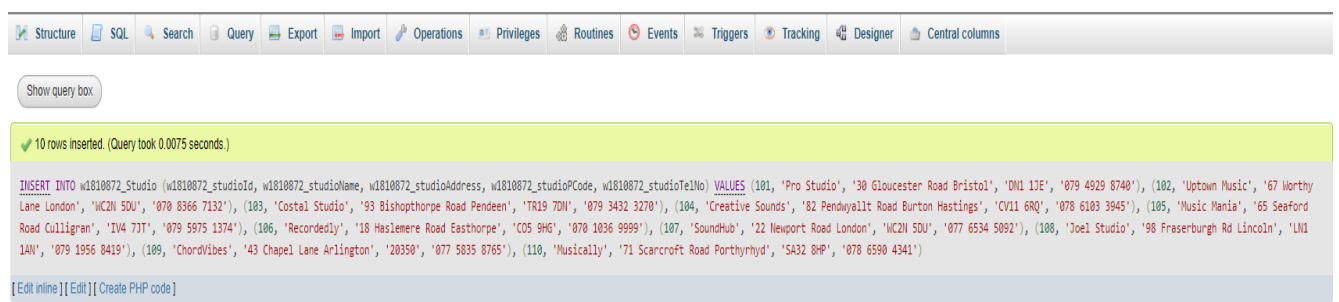 Structure SQL Search Query Export Import Operations Privileges Routines Events Triggers Tracking Designer Central columns
Show query box
10 rows inserted. (Query took 0.0075 seconds.)
INSERT INTO w1810872_Studio (w1810872_studioId, w1810872_studioName, w1810872_studioAddress, w1810872_studioPCode, w1810872_studioTelNo) VALUES (101, 'Pro Studio', '30 Gloucester Road Bristol', 'DN1 1JE', '079 4929 8740'), (102, 'Uptown Music', '67 Worthy
Lane London', 'WC2N 5DU', '070 8366 7132'), (103, 'Costal Studio', '93 Bishopthorpe Road Pendeen', 'TR19 7DN', '079 3432 3270'), (104, 'Creative Sounds', '82 Pendwyallt Road Burton Hastings', 'CV11 6RQ', '078 6103 3945'), (105, 'Music Mania', '65 Seaford
Road Culligran', 'IV4 7JT', '079 5975 1374'), (106, 'Recordedly', '18 Haslemere Road Easthorpe', 'CO5 9HG', '070 1036 9999'), (107, 'SoundHub', '22 Newport Road London', 'WC2N 5DU', '077 6534 5092'), (108, 'Joel Studio', '98 Fraserburgh Rd Lincoln', 'LN1
1AN', '079 1956 8419'), (109, 'ChordVibes', '43 Chapel Lane Arlington', '20350', '077 5835 8765'), (110, 'Musically', '71 Scarcroft Road Porthyrhyd', 'SA32 8HP', '078 6590 4341')
[ Edit inline ] [ Edit ] [ Create PHP code ]